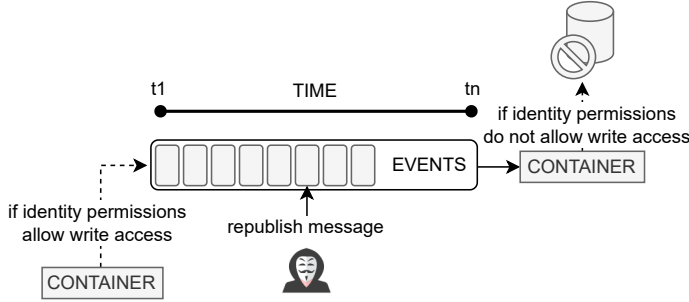 t1
TIME
tn
if identity permissions
do not allow write access
EVENTS
CONTAINER
if identity permissions
allow write access
republish message
CONTAINER